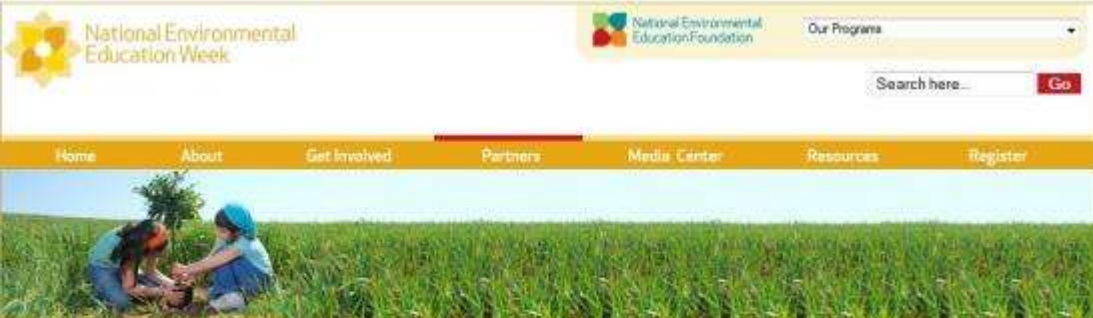 National Environmental
Education Week
National Environmental
Education Foundation
Our Programs
Search here...
Go
Home About Get Involved Partners Media Center Resources Register